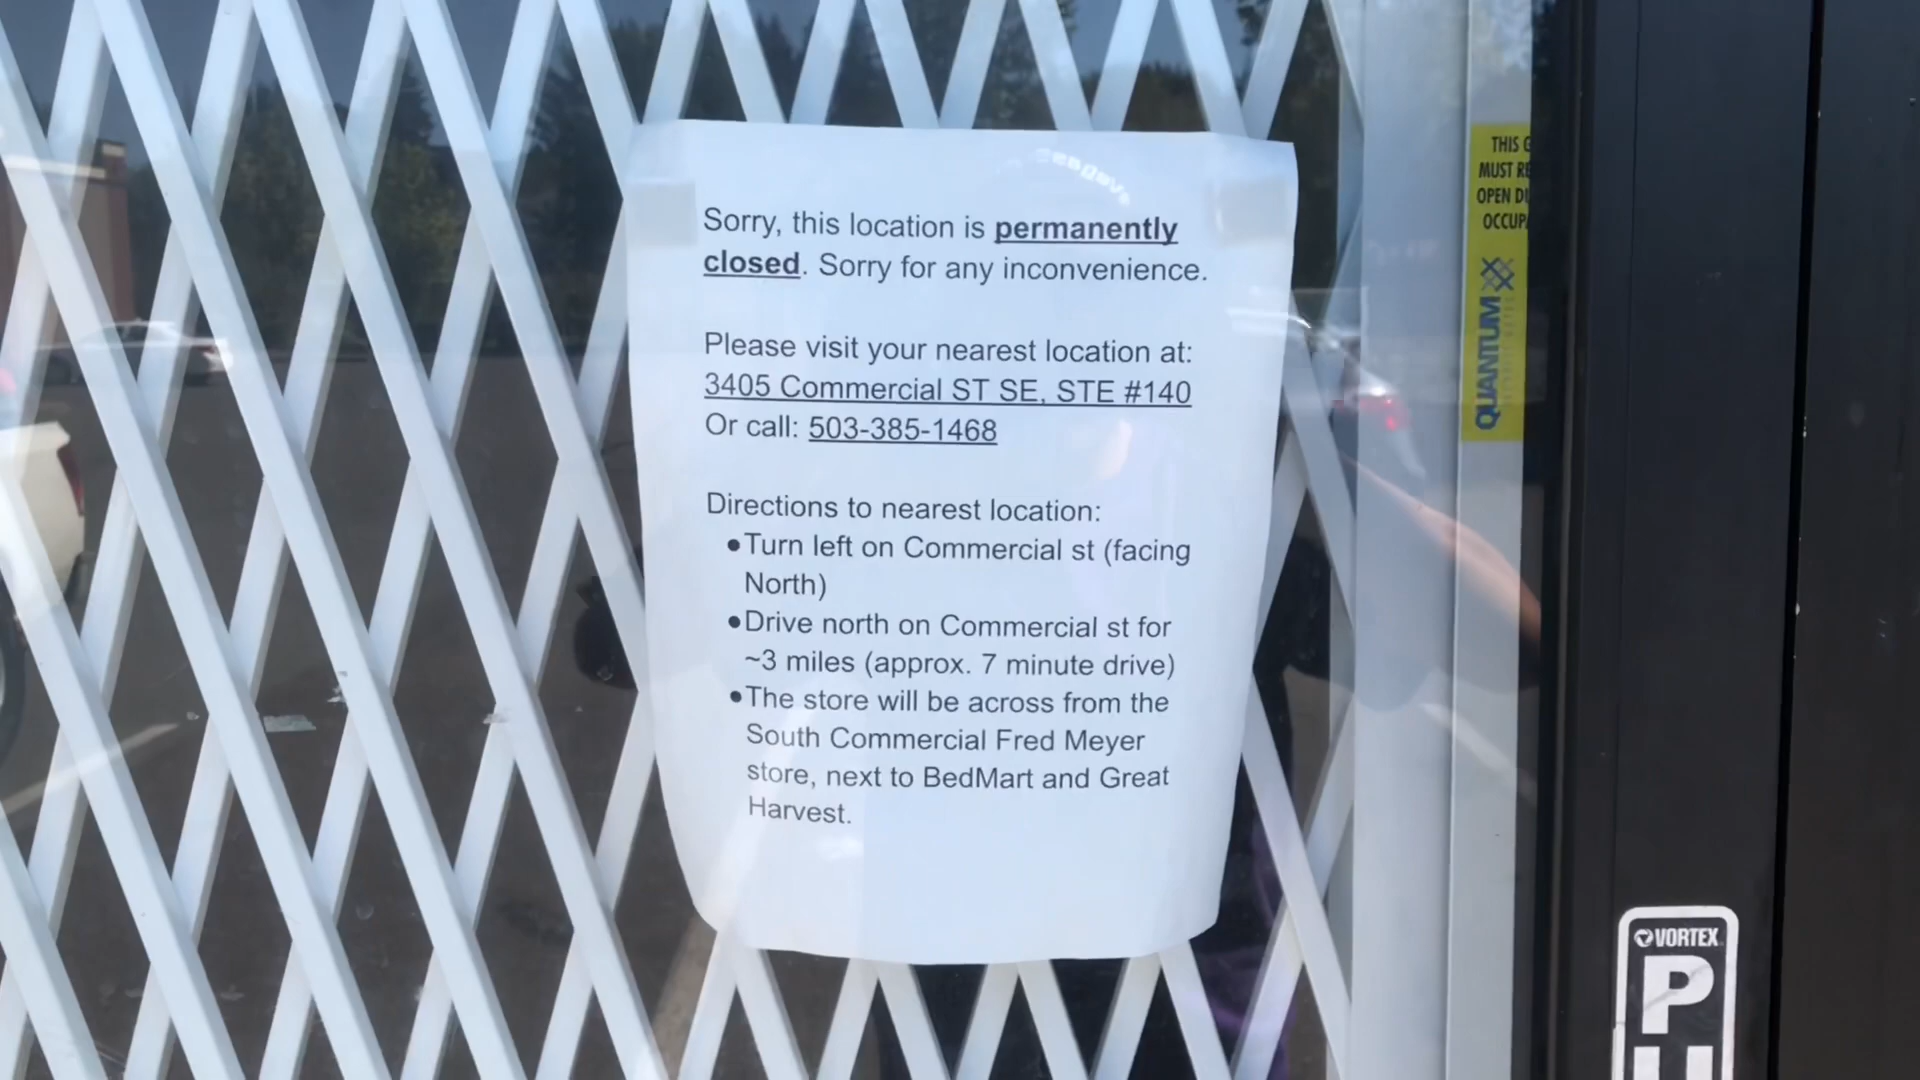 Sorry, this location is permanently
closed. Sorry for any inconvenience.
Please visit your nearest location at:
3405 Commercial ST SE, STE #140
Or call: 503-385-1468
Directions to nearest location:
•Turn left on Commercial st (facing
North)
•Drive north on Commercial st for
~3 miles (approx. 7 minute drive)
•The store will be across from the
South Commercial Fred Meyer
store, next to BedMart and Great
Harvest.
THIS
MUST
OPEN
QUANTUM
VORTEX
P